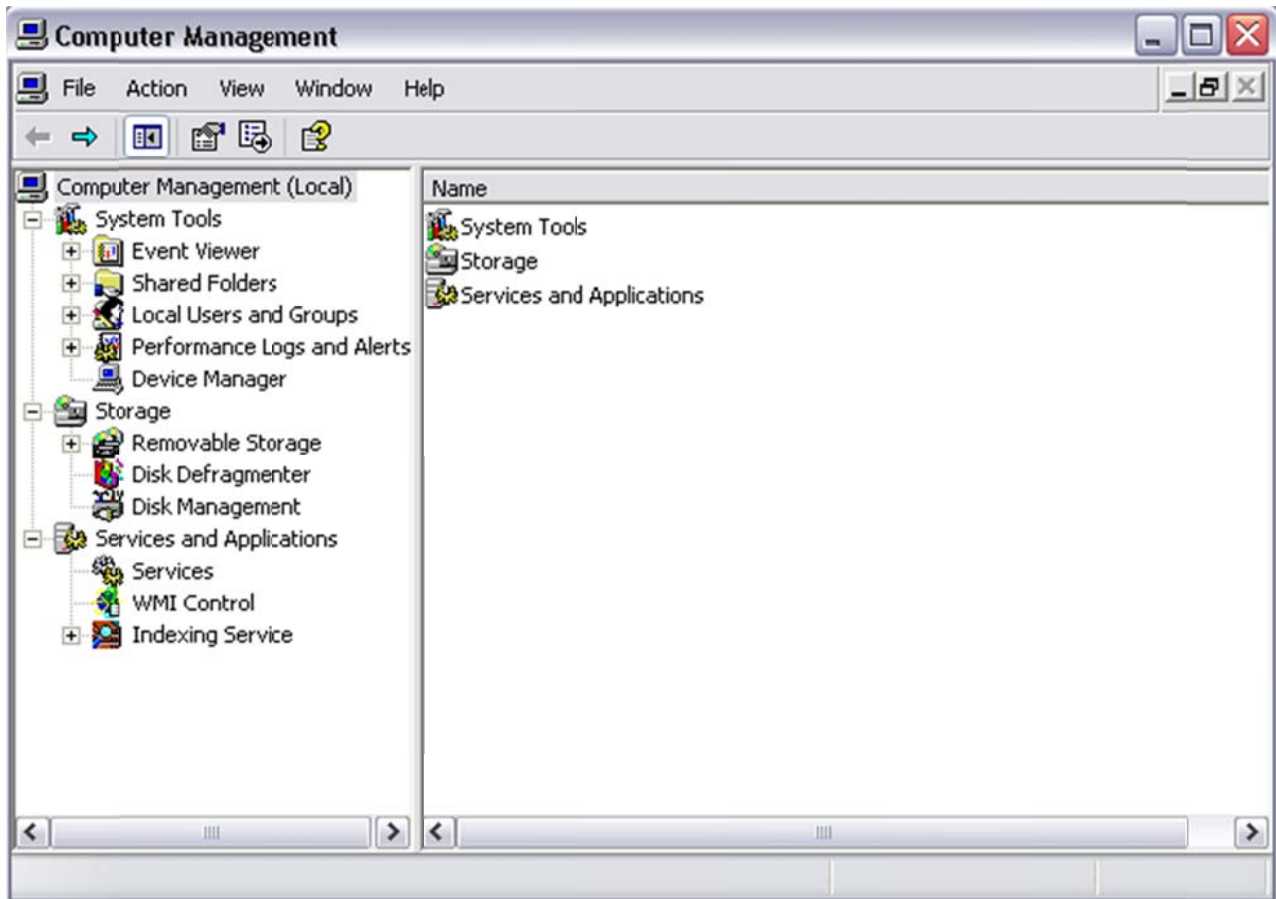 Computer Management
File Action View Window Help
Computer Management (Local)
System Tools
Event Viewer
Shared Folders
Local Users and Groups
Performance Logs and Alerts
Device Manager
Storage
Removable Storage
Disk Defragmenter
Disk Management
Services and Applications
Services
WMI Control
Indexing Service
Name
System Tools
Storage
Services and Applications